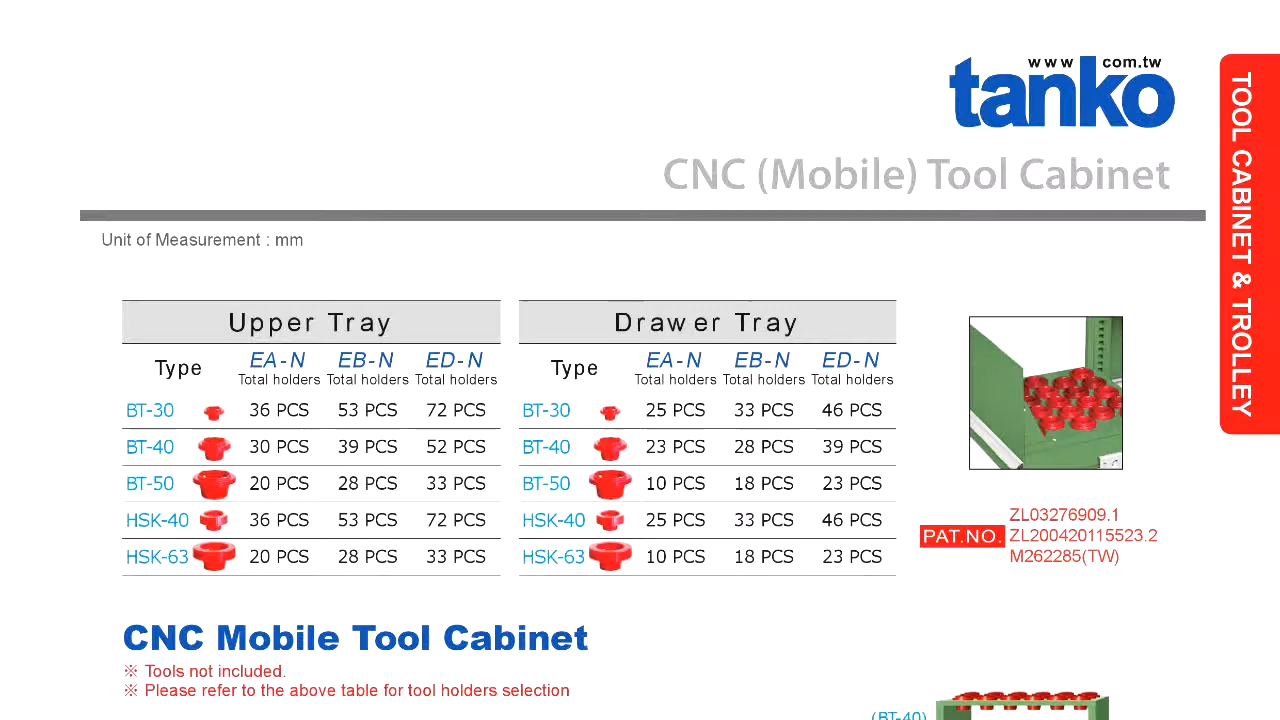 www.com.tw
tanko
CNC (Mobile) Tool Cabinet
TOOL CABINET & TROLLEY
Unit of Measurement : mm
Upper Tray
Type EA-N EB-N ED-N
Total holders Total holders Total holders
BT-30 36 PCS 53 PCS 72 PCS
BT-40 30 PCS 39 PCS 52 PCS
BT-50 20 PCS 28 PCS 33 PCS
HSK-40 36 PCS 53 PCS 72 PCS
HSK-63 20 PCS 28 PCS 33 PCS
Drawer Tray
Type EA-N EB-N ED-N
Total holders Total holders Total holders
BT-30 25 PCS 33 PCS 46 PCS
BT-40 23 PCS 28 PCS 39 PCS
BT-50 10 PCS 18 PCS 23 PCS
HSK-40 25 PCS 33 PCS 46 PCS
HSK-63 10 PCS 18 PCS 23 PCS
PAT.NO.
ZL03276909.1
ZL200420115523.2
M262285(TW)
CNC Mobile Tool Cabinet
※ Tools not included.
※ Please refer to the above table for tool holders selection
(BT-40)